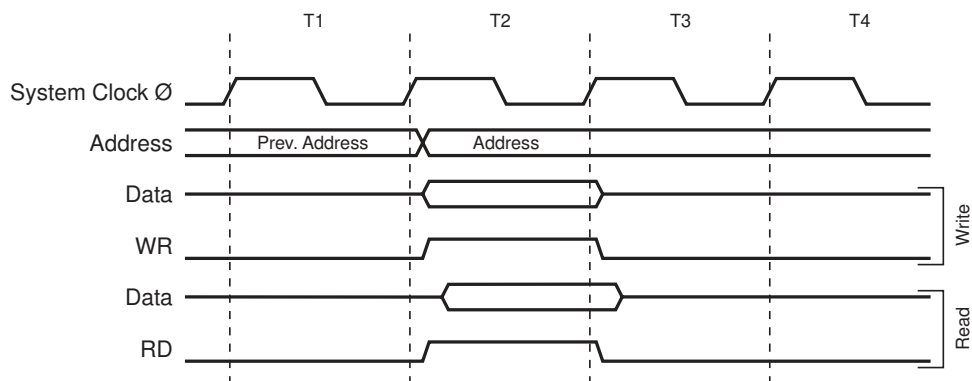 T1 T2 T3 T4
System Clock Ø
Address Prev. Address Address
Data
WR
Write
Data
RD
Read